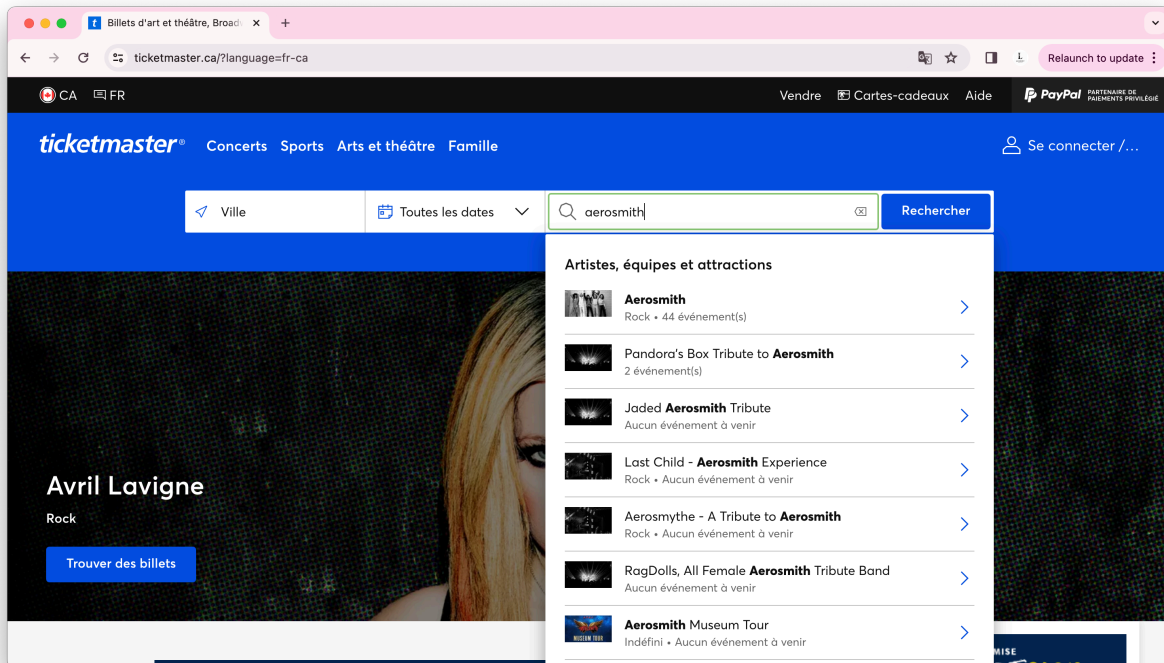 Billets d'art et théâtre, Broad
ticketmaster.ca/?language=fr-ca
Relaunch to update
CA FR
Vendre Cartes-cadeaux Aide
PayPal PARTENAIRE DE
PAIEMENTS PRIVILÉGIÉ
ticketmaster® Concerts Sports Arts et théâtre Famille
Se connecter /...
Ville Toutes les dates aerosmith Rechercher
Artistes, équipes et attractions
Aerosmith
Rock • 44 événement(s)
Pandora's Box Tribute to Aerosmith
2 événement(s)
Jaded Aerosmith Tribute
Aucun événement à venir
Last Child - Aerosmith Experience
Rock • Aucun événement à venir
Aerosmythe - A Tribute to Aerosmith
Rock • Aucun événement à venir
RagDolls, All Female Aerosmith Tribute Band
Aucun événement à venir
Aerosmith Museum Tour
Indéfini • Aucun événement à venir
MUSEUM TOUR
Avril Lavigne
Rock
Trouver des billets
MISE